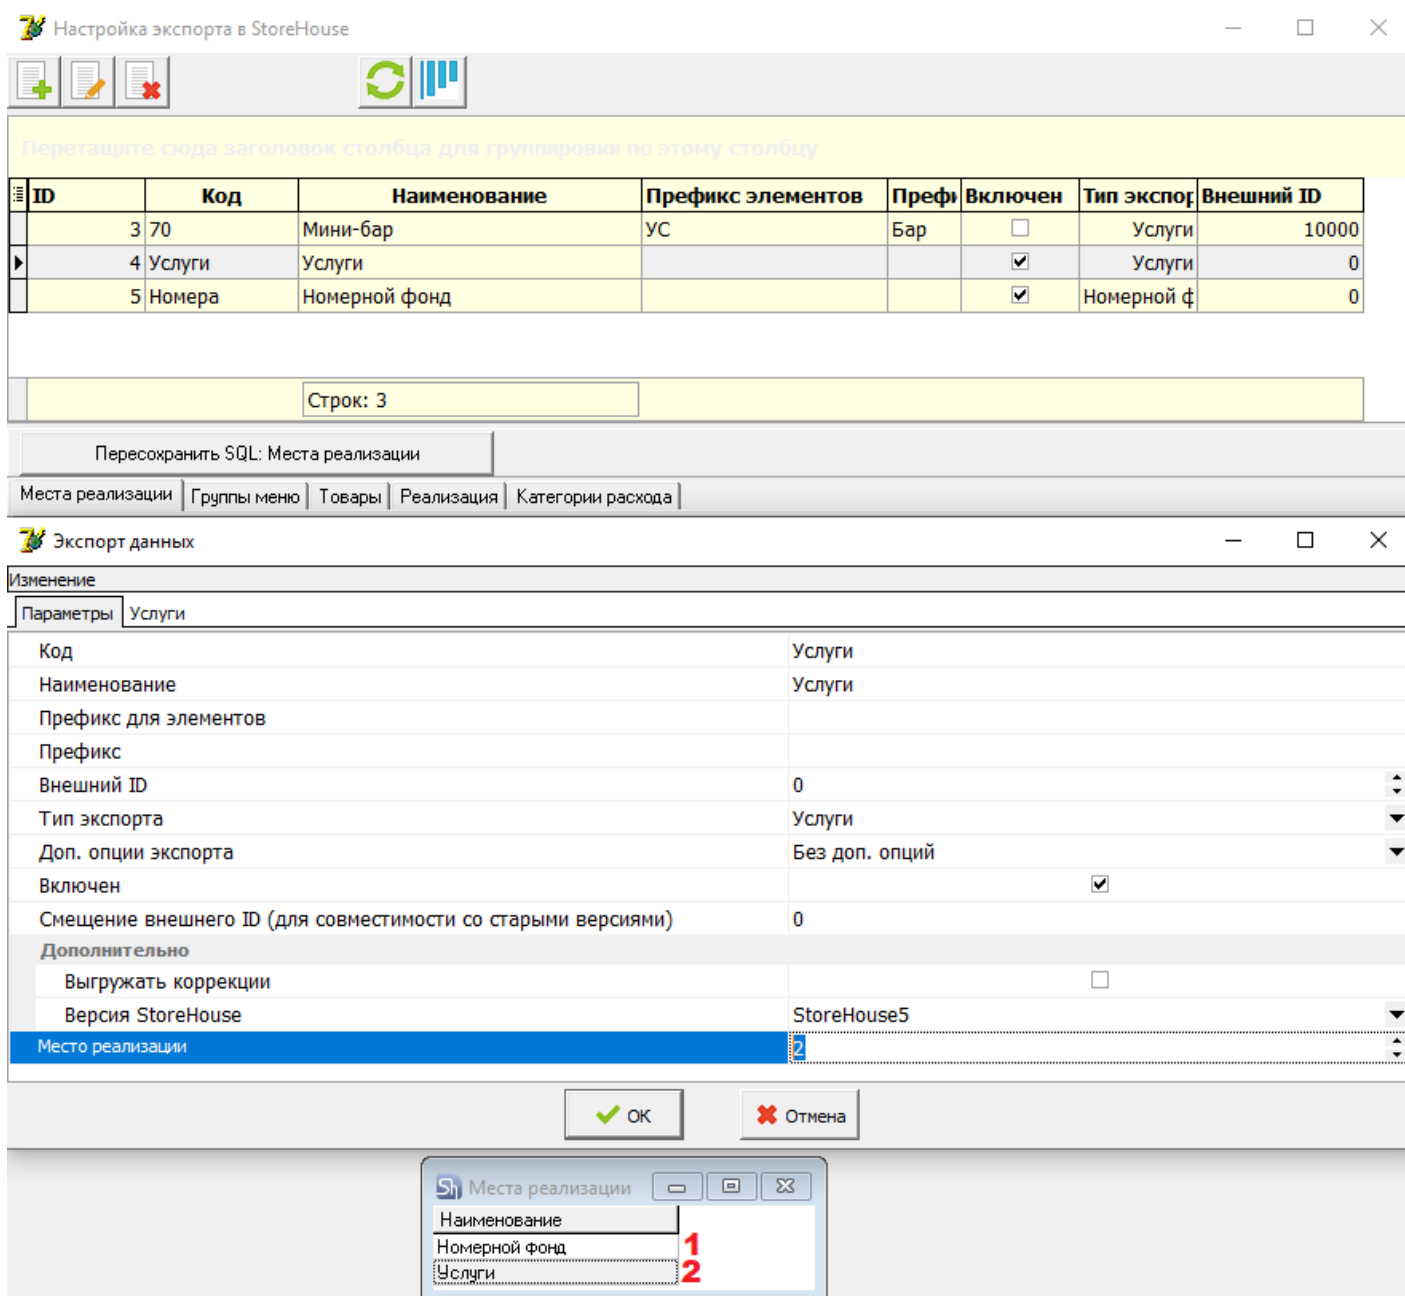 Настройка экспорта в StoreHouse
Перетащите сюда заголовок столбца для группировки по этому столбцу
ID Код Наименование Префикс элементов Префи Включен Тип экспор Внешний ID
3 70 Мини-бар УС Бар Услуги 10000
4 Услуги Услуги Услуги 0
5 Номера Номерной фонд Номерной ф 0
Строк: 3
Пересохранить SQL: Места реализации
Места реализации Группы меню Товары Реализация Категории расхода
Экспорт данных
Изменение
Параметры Услуги
Код Услуги
Наименование Услуги
Префикс для элементов
Префикс
Внешний ID 0
Тип экспорта Услуги
Доп. опции экспорта Без доп. опций
Включен
Смещение внешнего ID (для совместимости со старыми версиями) 0
Дополнительно
Выгружать коррекции
Версия StoreHouse StoreHouse5
Место реализации 2
ОК Отмена
Sh Места реализации
Наименование
Номерной фонд 1
Услуги 2